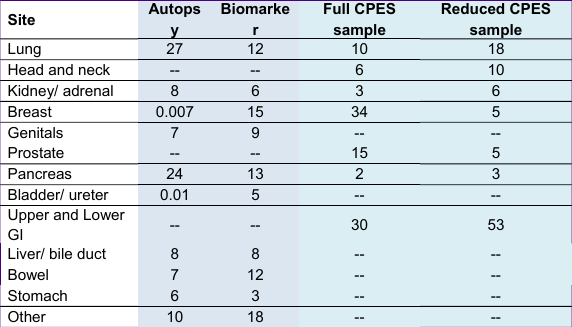 Site Autopsy Biomarker Full CPES sample Reduced CPES sample
Lung 27 12 10 18
Head and neck -- -- 6 10
Kidney/ adrenal 8 6 3 6
Breast 0.007 15 34 5
Genitals 7 9 -- --
Prostate -- -- 15 5
Pancreas 24 13 2 3
Bladder/ ureter 0.01 5 -- --
Upper and Lower GI -- -- 30 53
Liver/ bile duct 8 8 -- --
Bowel 7 12 -- --
Stomach 6 3 -- --
Other 10 18 -- --